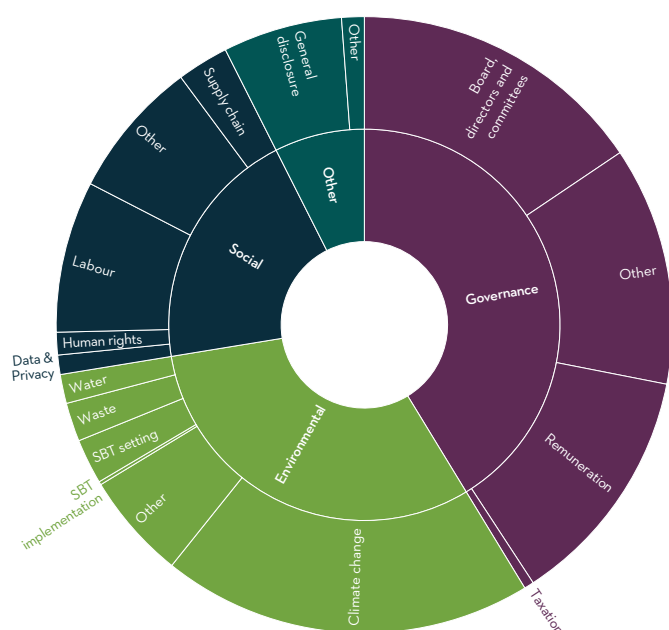 General
disclosure
Other
Board,
directors and
committees
Supply chain
Other
Other
Other
Social
Governance
Labour
Human rights
Data &
Privacy
Water
Waste
SBT setting
SBT
implementation
Environmental
Other
Climate change
Remuneration
Taxation